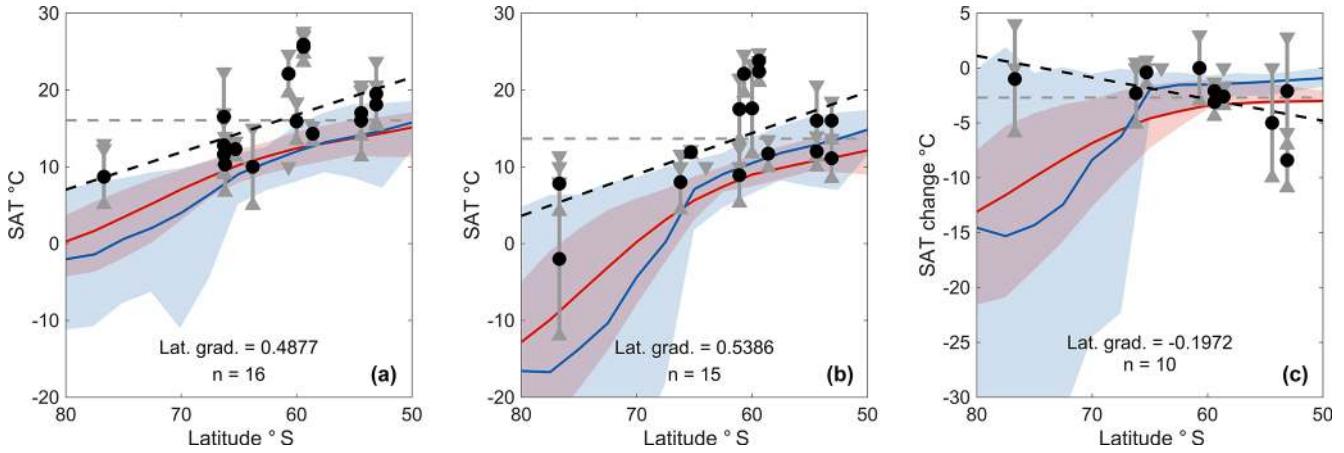 30
20
10
0
-10
-20
80
70
60
50
SAT °C
Latitude ° S
Lat. grad. = 0.4877
n = 16
(a)
30
20
10
0
-10
-20
80
70
60
50
SAT °C
Latitude ° S
Lat. grad. = 0.5386
n = 15
(b)
5
0
-5
-10
-15
-20
-25
-30
80
70
60
50
SAT change °C
Latitude ° S
Lat. grad. = -0.1972
n = 10
(c)